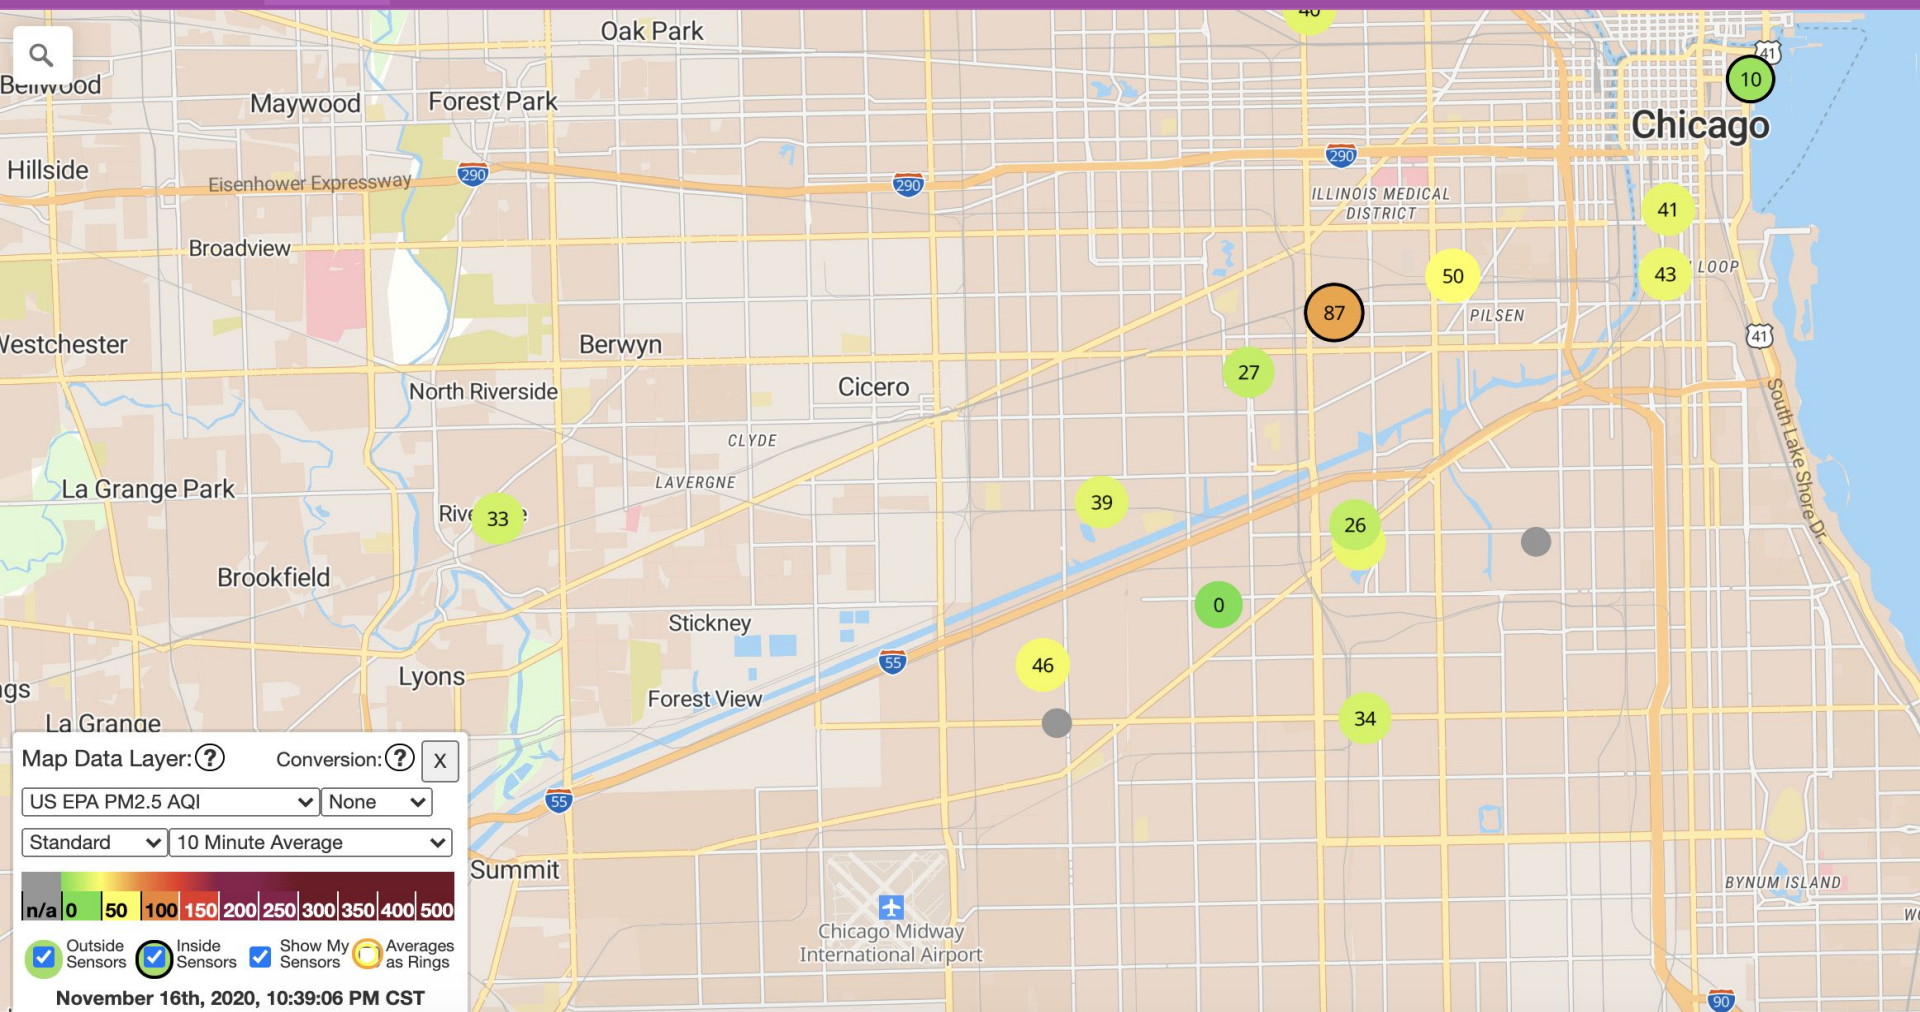 40
Oak Park
41
10
Bellwood
Maywood
Forest Park
Chicago
290
Hillside
290
290
Eisenhower Expressway
ILLINOIS MEDICAL
DISTRICT
41
Broadview
LOOP
50
43
87
PILSEN
Westchester
Berwyn
41
27
North Riverside
Cicero
South Lake Shore Dr.
CLYDE
LAVERGNE
La Grange Park
39
33
26
Brookfield
0
Stickney
55
46
Lyons
Forest View
La Grange
34
55
Summit
BYNUM ISLAND
Chicago Midway
International Airport
90
Map Data Layer: ?
Conversion: ?
X
US EPA PM2.5 AQI
None
Standard
10 Minute Average
n/a 0 50 100 150 200 250 300 350 400 500
Outside
Sensors
Inside
Sensors
Show My
Sensors
Averages
as Rings
November 16th, 2020, 10:39:06 PM CST